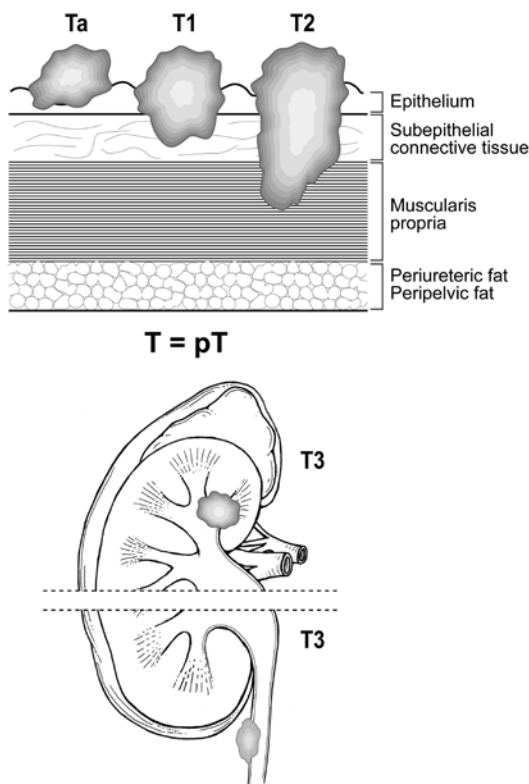 Ta T1 T2
Epithelium
Subepithelial
connective tissue
Muscularis
propria
Periureteric fat
Peripelvic fat
T = pT
T3
T3